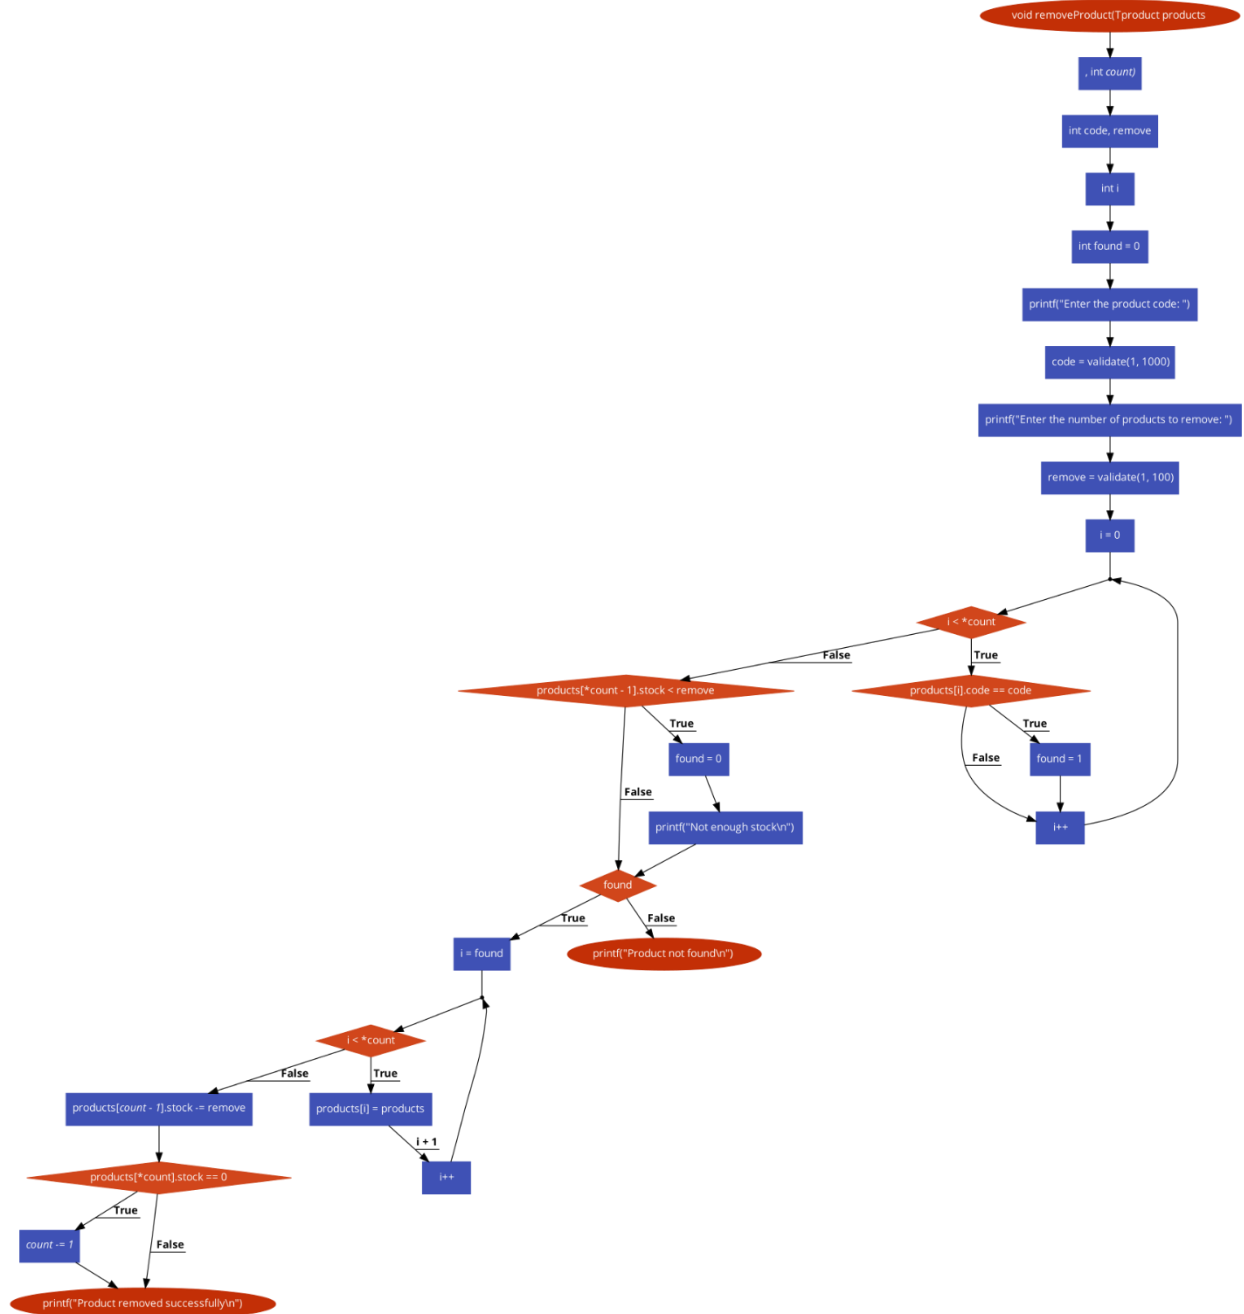 void removeProduct(Tproduct products
, int count)
int code, remove
int i
int found = 0
printf("Enter the product code: ")
code = validate(1, 1000)
printf("Enter the number of products to remove: ")
remove = validate(1, 100)
i = 0
i < *count
False
True
products[*count - 1].stock < remove
products[i].code == code
True
True
found = 0
found = 1
False
False
printf("Not enough stock\n")
i++
found
True
False
i = found
printf("Product not found\n")
i < *count
False
True
products[count - 1].stock -= remove
products[i] = products
i + 1
products[*count].stock == 0
i++
True
False
count -= 1
printf("Product removed successfully\n")